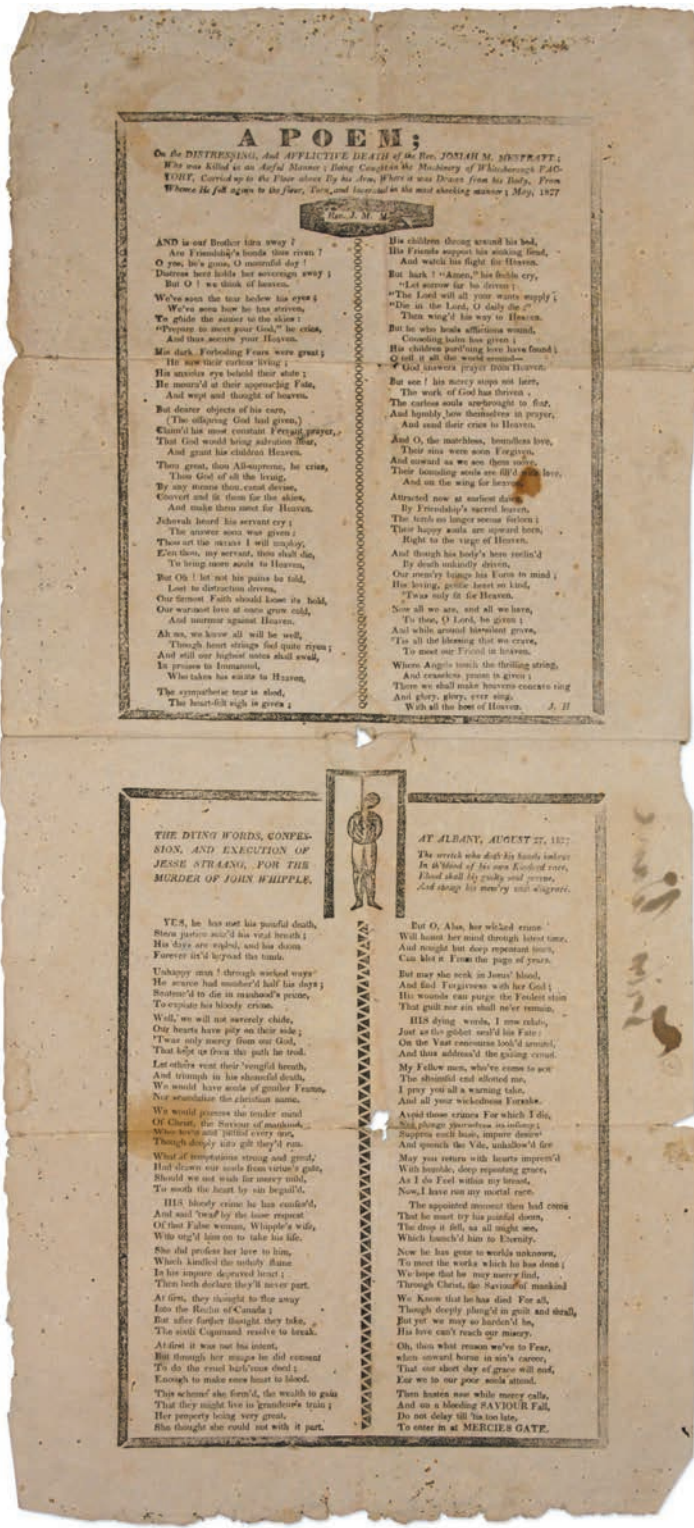 A POEM;
On the DISTRESSING, And AFFLICTIVE DEATH of the Rev. JOSIAH M.
Who was Killed in an Awful Manner; Being Caught in the Machinery of Whitesborough FAC-
TORY, Carried up to the Floor above By his Arm, Where it was Drawn from his Body, From
Whence He fell again to the floor, Torn, and lacerated in the most shocking manner; May, 1827
Rev. J. M. M.
AND is our Brother torn away?
Are Friendship's bonds thus riven?
O yes, he's gone, O mournful day!
Distress here holds her sovereign sway;
But O! we think of heaven.
We've seen the tear bedew his eyes;
We've seen how he has striven,
To guide the sinner to the skies:
"Prepare to meet your God," he cries,
And thus secure your Heaven.
His dark Forboding Fears were great;
He saw their careless living;
His anxious eye beheld their state;
He mourn'd at their approaching Fate,
And wept and thought of heaven.
But dearer objects of his care,
(The offspring God had given,)
Claim'd his most constant Fervant prayer,
That God would bring salvation near,
And grant his children Heaven.
Thou great, thou All-supreme, he cries,
Thou God of all the living,
By any means thou canst devise,
Convert and fit them for the skies,
And make them meet for Heaven.
Jehovah heard his servant cry;
The answer soon was given;
Thou art the means I will employ,
E'en thou, my servant, thou shalt die,
To bring more souls to Heaven,
But Oh! let not his pains be told,
Lest to distraction driven,
Our firmest Faith should loose its hold,
Our warmest love at once grow cold,
And murmur against Heaven.
Ah no, we know all will be well,
Though heart strings feel quite riven;
And still our highest notes shall swell,
In praises to Immanuel,
Who takes his saints to Heaven,
The sympathetic tear is shed,
The heart-felt sigh is given;
His children throng around his bed,
His Friends support his sinking head,
And watch his flight for Heaven.
But hark! "Amen," his feeble cry,
"Let sorrow far be driven;
"The Lord will all your wants supply;
"Die in the Lord, O daily die;"
Then wing'd his way to Heaven.
But he who heals afflictions wound,
Consoling balm has given;
His children pard'ning love have found;
O tell it all the world around—
God answers prayer from Heaven.
But see! his mercy stops not here,
The work of God has thriven,
The careless souls are brought to fear,
And humbly bow themselves in prayer,
And send their cries to Heaven.
And O, the matchless, boundless love,
Their sins were soon Forgiven,
And onward as we see them move,
Their bounding souls are fill'd with love,
And on the wing for heaven
Attracted now at earliest dawn
By Friendship's sacred leaven,
The tomb no longer seems forlorn;
Their happy souls are upward born,
Right to the verge of Heaven.
And though his body's here
By death unkindly driven,
Our mem'ry brings his Form to mind;
His loving, gentle heart so kind,
'Twas only fit for Heaven.
Now all we are, and all we have,
To thee, O Lord, be given;
And while around his silent grave,
'Tis all the blessing that we crave,
To meet our Friend in heaven.
Where Angels touch the thrilling string,
And ceaseless praise is given;
There we shall make heavens concave ring
And glory, glory, ever sing,
With all the host of Heaven. J. H
THE DYING WORDS, CONFES-
SION, AND EXECUTION OF
JESSE STRAANG, FOR THE
MURDER OF JOHN WHIPPLE,
AT ALBANY, AUGUST 27, 1827
The wretch who doth his hands imbrue
In th'blood of his own Kindred race,
Blood shall his guilty soul pursue,
And stamp his mem'ry with disgrace.
YES, he has met his painful death,
Stern justice seiz'd his vital breath;
His days are ended, and his doom
Forever fix'd beyond the tomb.
Unhappy man! through wicked ways
He scarce had number'd half his days;
Sentenc'd to die in manhood's prime,
To expiate his bloody crime.
Well, we will not severely chide,
Our hearts have pity on their side;
'Twas only mercy from our God,
That kept us from the path he trod.
Let others vent their 'vengful breath,
And triumph in his shameful death,
We would have souls of gentler Frame,
Nor scandalize the christian name.
We would possess the tender mind
Of Christ, the Saviour of mankind,
Who and pitied every one,
Though deeply into gilt they'd run.
What if temptations strong and great,
Had drawn our souls from virtue's gate,
Should we not wish for mercy mild,
To sooth the heart by sin beguil'd.
HIS bloody crime he has confess'd,
And said 'twas by the base request
Of that False woman, Whipple's wife,
Who urg'd him on to take his life.
She did profess her love to him,
Which kindled the unholy flame
In his impure depraved heart;
Then both declare they'll never part.
At first, they thought to flee away
Into the Realm of Canada;
But after further thought they take,
The sixth Command resolve to break.
At first it was not his intent,
But through her means he did consent
To do the cruel barb'rous deed;
Enough to make ones heart to bleed.
This scheme she form'd, the wealth to gain
That they might live in grandeur's train;
Her property being very great,
She thought she could not with it part.
But O, Alas, her wicked crime
Will haunt her mind through latest time,
And nought but deep repentant tears,
Can blot it From the page of years.
But may she seek in Jesus' blood,
And find Forgivness with her God;
His wounds can purge the Foulest stain
That guilt nor sin shall ne'er remain.
HIS dying words, I now relate,
Just as the gibbet seal'd his Fate;
On the Vast concourse look'd around,
And thus address'd the gazing croud.
My Fellow men, who've come to see
The shameful end allotted me,
I pray you all a warning take,
And all your wickedness Forsake.
Avoid those crimes For which I die,
Nor plunge yourselves in infamy;
Suppress each base, impure desire
And quench the Vile, unhallow'd fire
May you return with hearts impress'd
With humble, deep repenting grace,
As I do Feel within my breast,
Now, I have run my mortal race.
The appointed moment then had come
That he must try his painful doom,
The drop it fell, as all might see,
Which launch'd him to Eternity.
Now he has gone to worlds unknown,
To meet the works which he has done;
We hope that he may mercy find,
Through Christ, the Saviour of mankind
We Know that he has died For all,
Though deeply plung'd in guilt and thrall,
But yet we may so harden'd be,
His love can't reach our misery.
Oh, then what reason we've to Fear,
when onward borne in sin's career,
That our short day of grace will end,
For we to our poor souls attend.
Then hasten now while mercy calls,
And on a bleeding SAVIOUR Fall,
Do not delay till 'tis too late,
To enter in at MERCIES GATE.